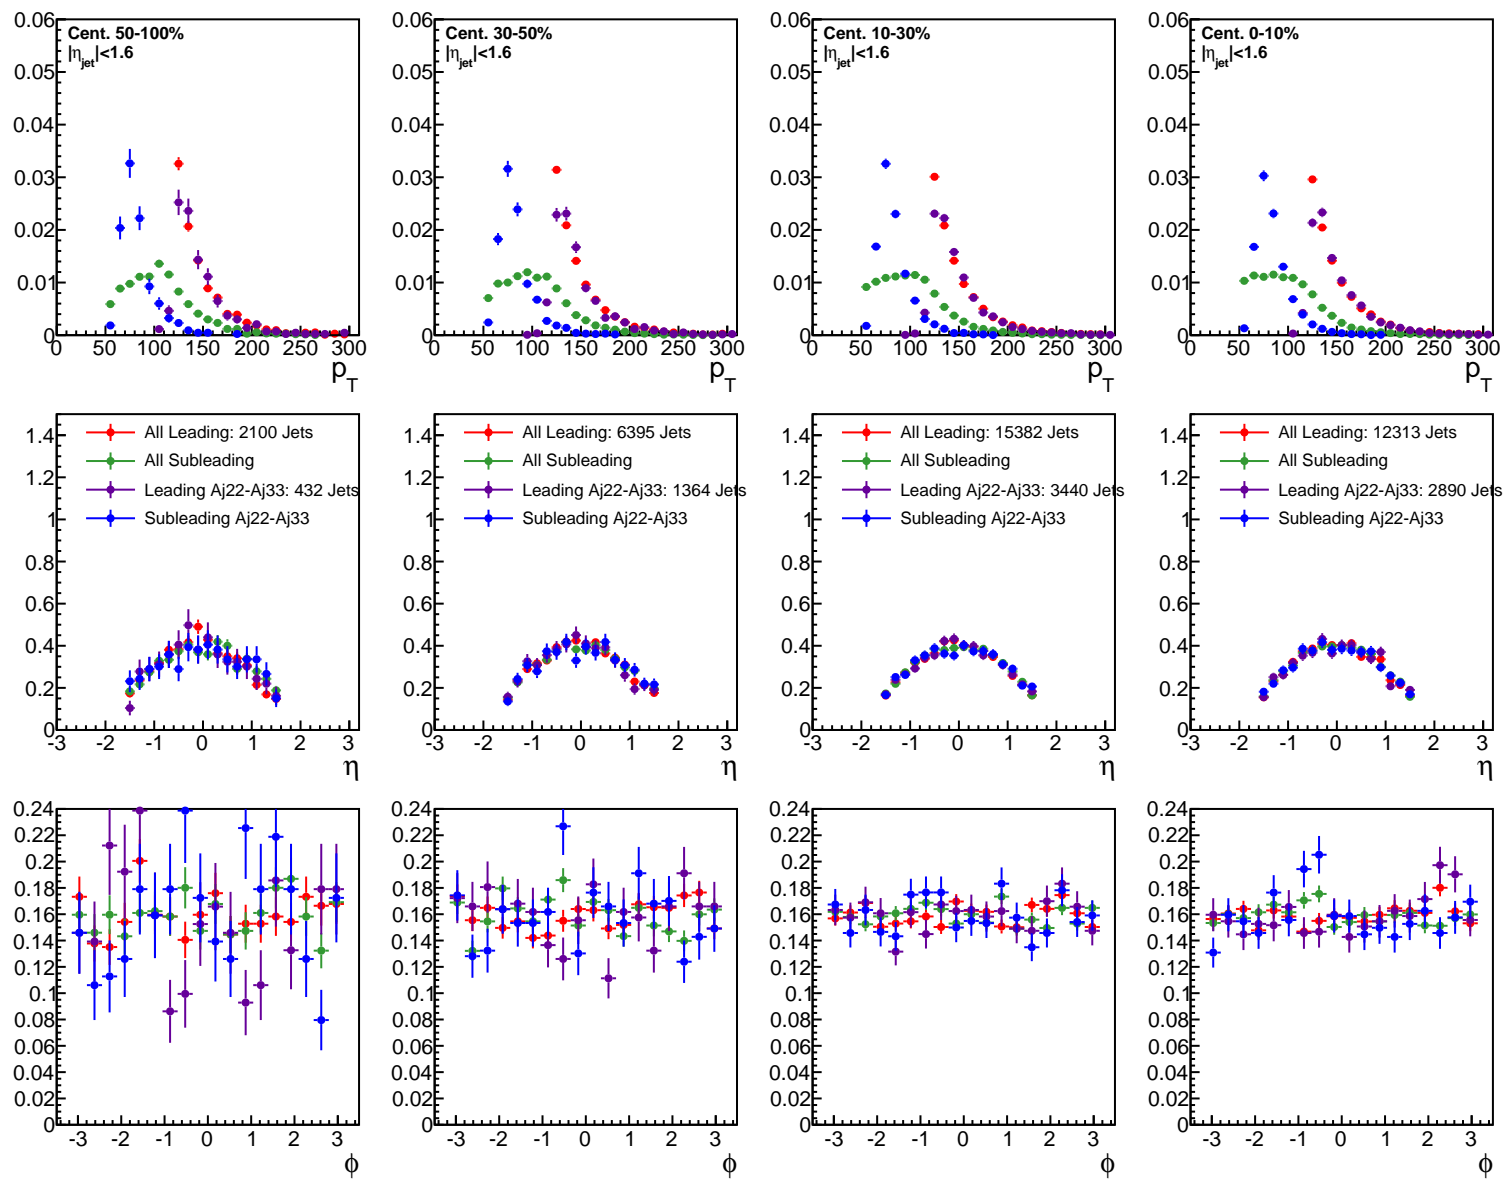 0.06
0.05
0.04
0.03
0.02
0.01
0
Cent. 50-100%
|ηjet|<1.6
0 50 100 150 200 250 300
pT
0.06
0.05
0.04
0.03
0.02
0.01
0
Cent. 30-50%
|ηjet|<1.6
0 50 100 150 200 250 300
pT
0.06
0.05
0.04
0.03
0.02
0.01
0
Cent. 10-30%
|ηjet|<1.6
0 50 100 150 200 250 300
pT
0.06
0.05
0.04
0.03
0.02
0.01
0
Cent. 0-10%
|ηjet|<1.6
0 50 100 150 200 250 300
pT
1.4
1.2
1
0.8
0.6
0.4
0.2
0
All Leading: 2100 Jets
All Subleading
Leading Aj22-Aj33: 432 Jets
Subleading Aj22-Aj33
-3 -2 -1 0 1 2 3
η
1.4
1.2
1
0.8
0.6
0.4
0.2
0
All Leading: 6395 Jets
All Subleading
Leading Aj22-Aj33: 1364 Jets
Subleading Aj22-Aj33
-3 -2 -1 0 1 2 3
η
1.4
1.2
1
0.8
0.6
0.4
0.2
0
All Leading: 15382 Jets
All Subleading
Leading Aj22-Aj33: 3440 Jets
Subleading Aj22-Aj33
-3 -2 -1 0 1 2 3
η
1.4
1.2
1
0.8
0.6
0.4
0.2
0
All Leading: 12313 Jets
All Subleading
Leading Aj22-Aj33: 2890 Jets
Subleading Aj22-Aj33
-3 -2 -1 0 1 2 3
η
0.24
0.22
0.2
0.18
0.16
0.14
0.12
0.1
0.08
0.06
0.04
0.02
0
-3 -2 -1 0 1 2 3
ϕ
0.24
0.22
0.2
0.18
0.16
0.14
0.12
0.1
0.08
0.06
0.04
0.02
0
-3 -2 -1 0 1 2 3
ϕ
0.24
0.22
0.2
0.18
0.16
0.14
0.12
0.1
0.08
0.06
0.04
0.02
0
-3 -2 -1 0 1 2 3
ϕ
0.24
0.22
0.2
0.18
0.16
0.14
0.12
0.1
0.08
0.06
0.04
0.02
0
-3 -2 -1 0 1 2 3
ϕ